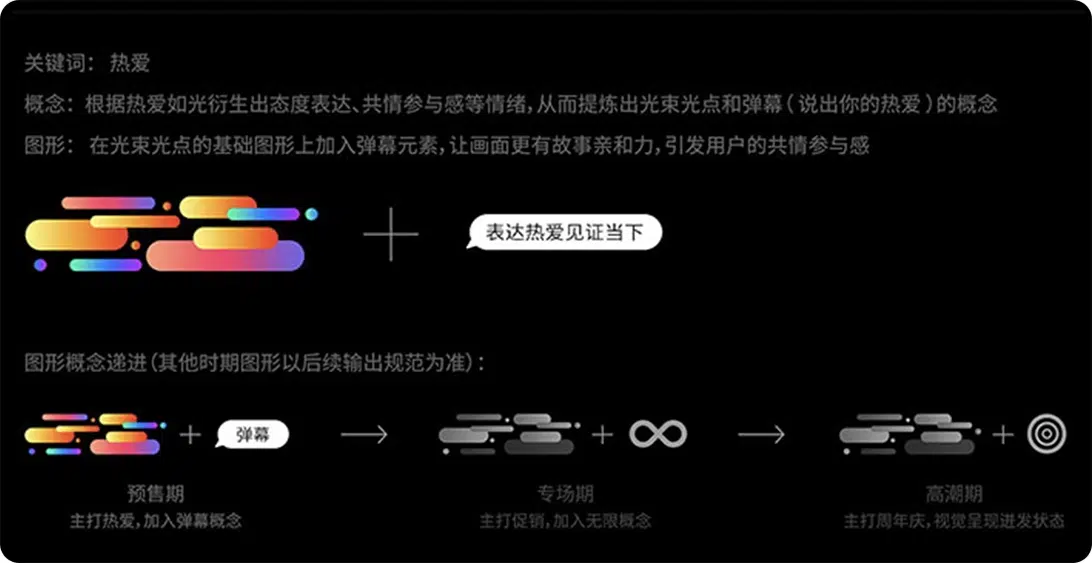 关键词： 热爱
概念：根据热爱如光衍生出态度表达、共情参与感等情绪，从而提炼出光束光点和弹幕（说出你的热爱）的概念
图形： 在光束光点的基础图形上加入弹幕元素，让画面更有故事亲和力，引发用户的共情参与感
表达热爱见证当下
图形概念递进（其他时期图形以后续输出规范为准）：
弹幕
预售期
主打热爱，加入弹幕概念
专场期
主打促销，加入无限概念
高潮期
主打周年庆，视觉呈现迸发状态